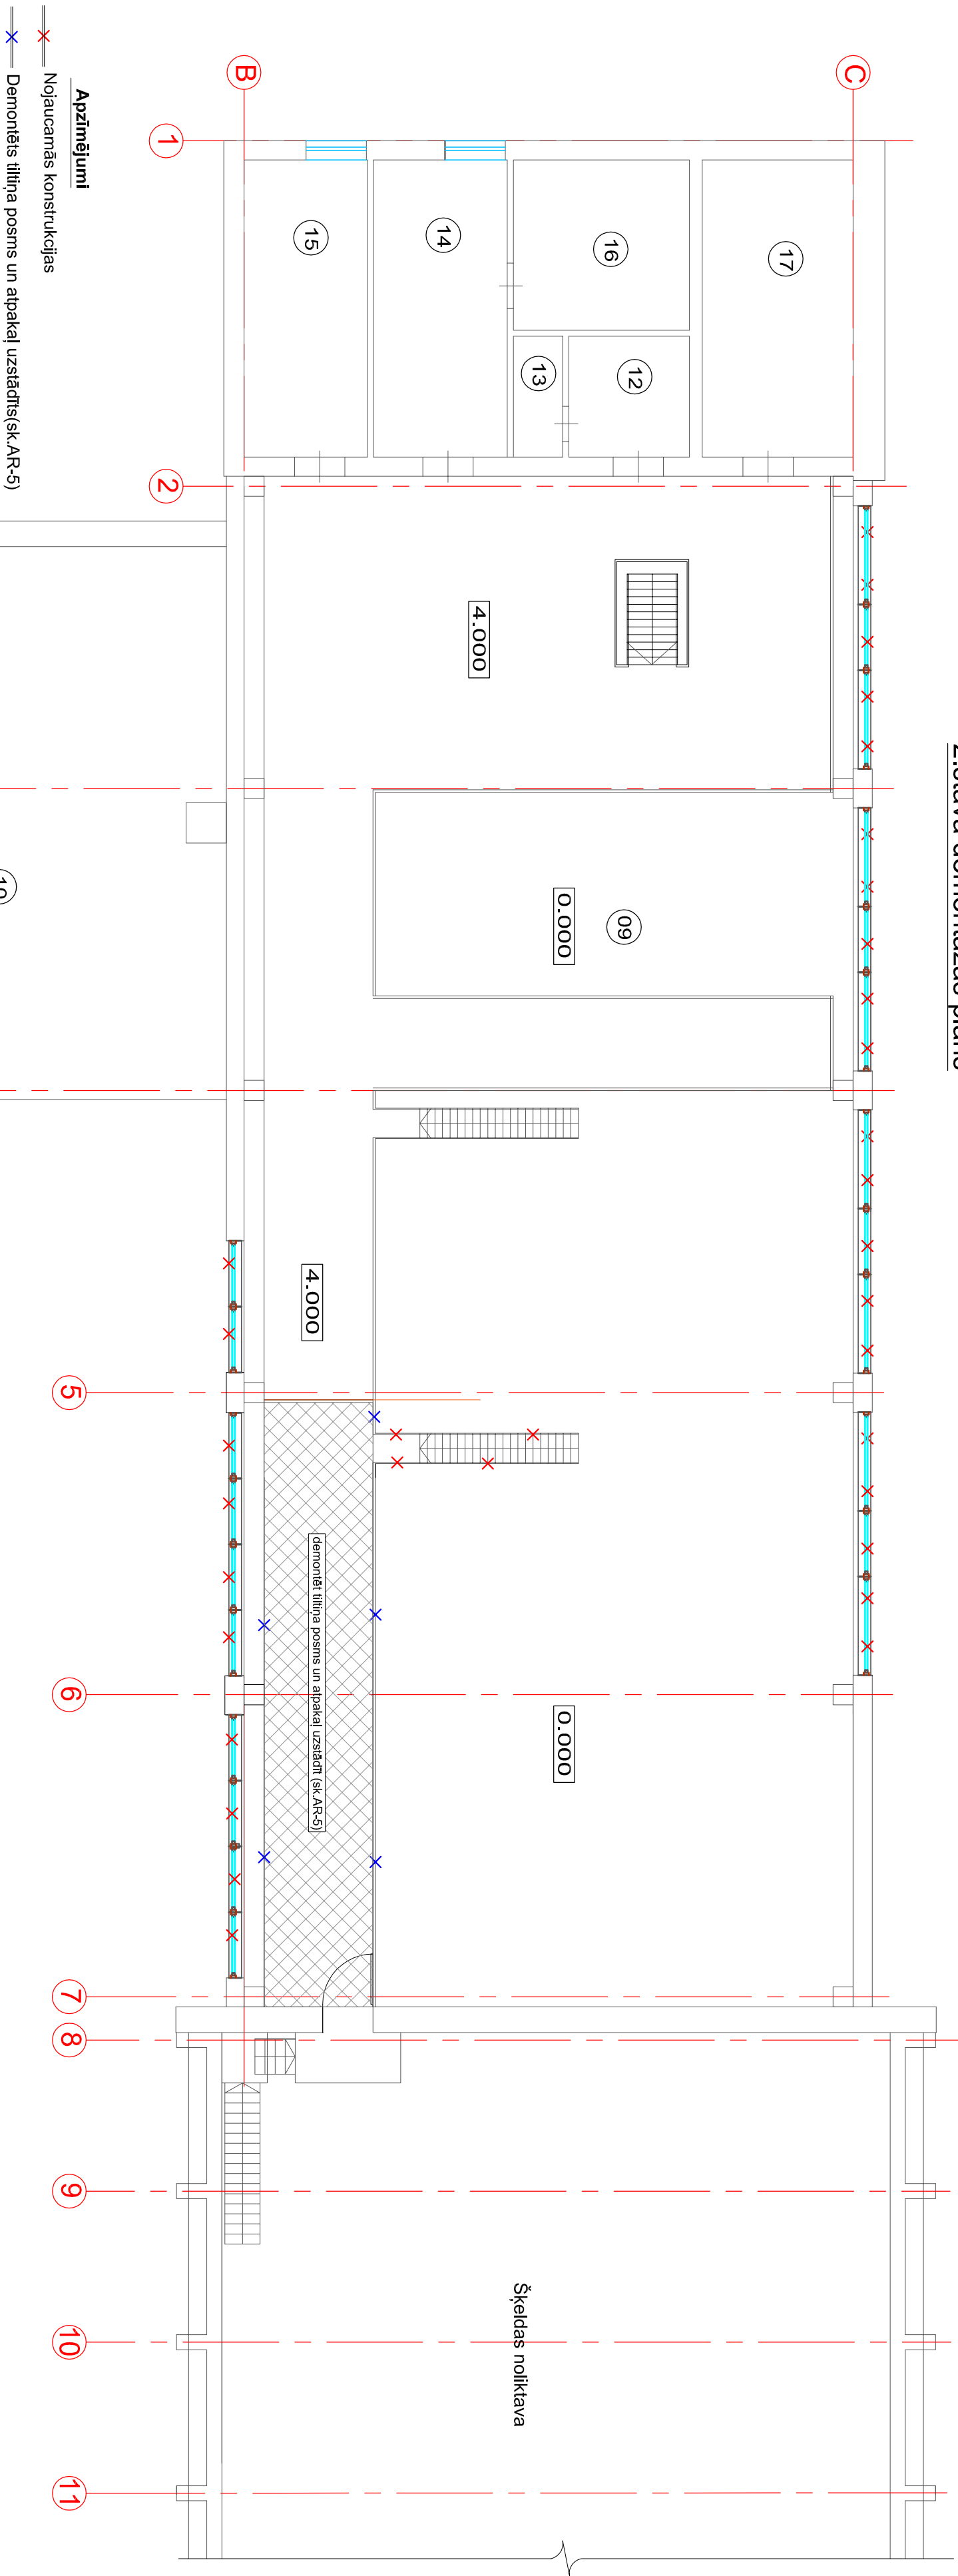 C
B
1
2
5
6
7
8
9
10
11
17
16
15
14
13
12
09
4.000
0.000
4.000
0.000
demontēt tiltiņa posms un atpakaļ uzstādīt (sk.AR-5)
Šķeldas noliktava
Apzīmējumi
Nojaucamās konstrukcijas
Demontēts tiltiņa posms un atpakaļ uzstādīts(sk.AR-5)